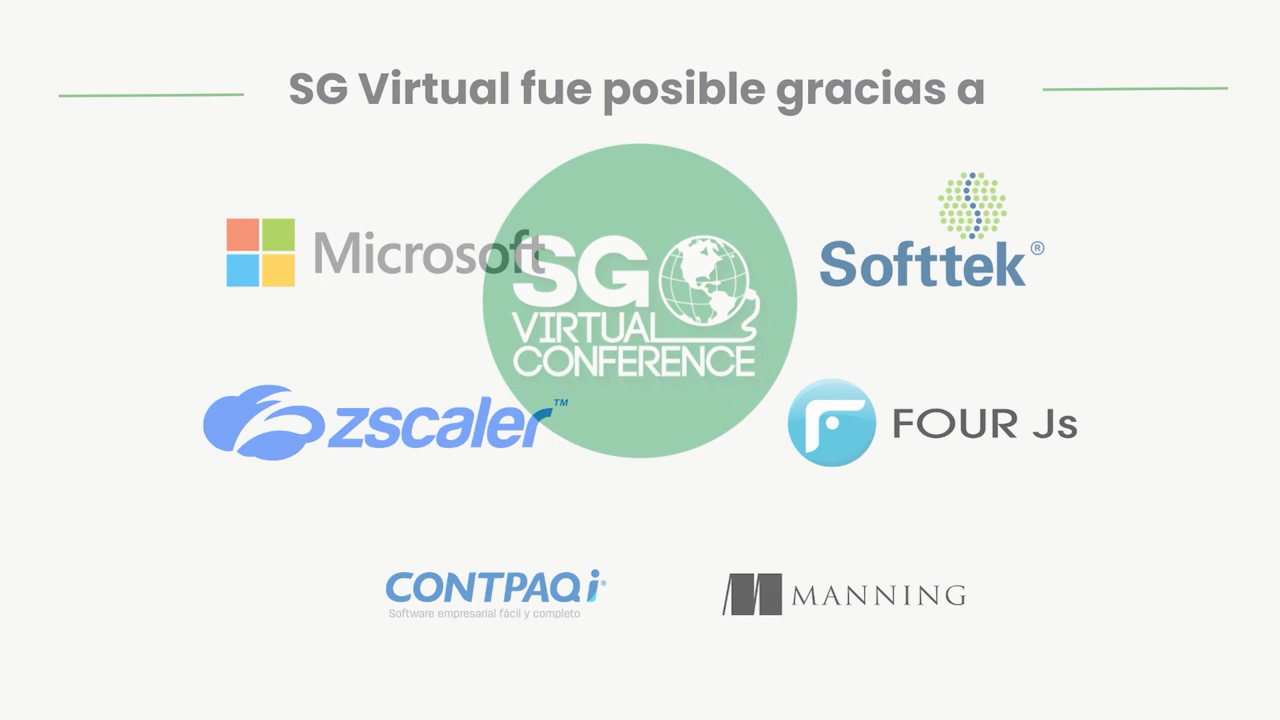 SG Virtual fue posible gracias a
Microsoft
SG
VIRTUAL
CONFERENCE
Softtek®
zscaler™
FOUR Js
CONTPAQi®
Software empresarial fácil y completo
MANNING